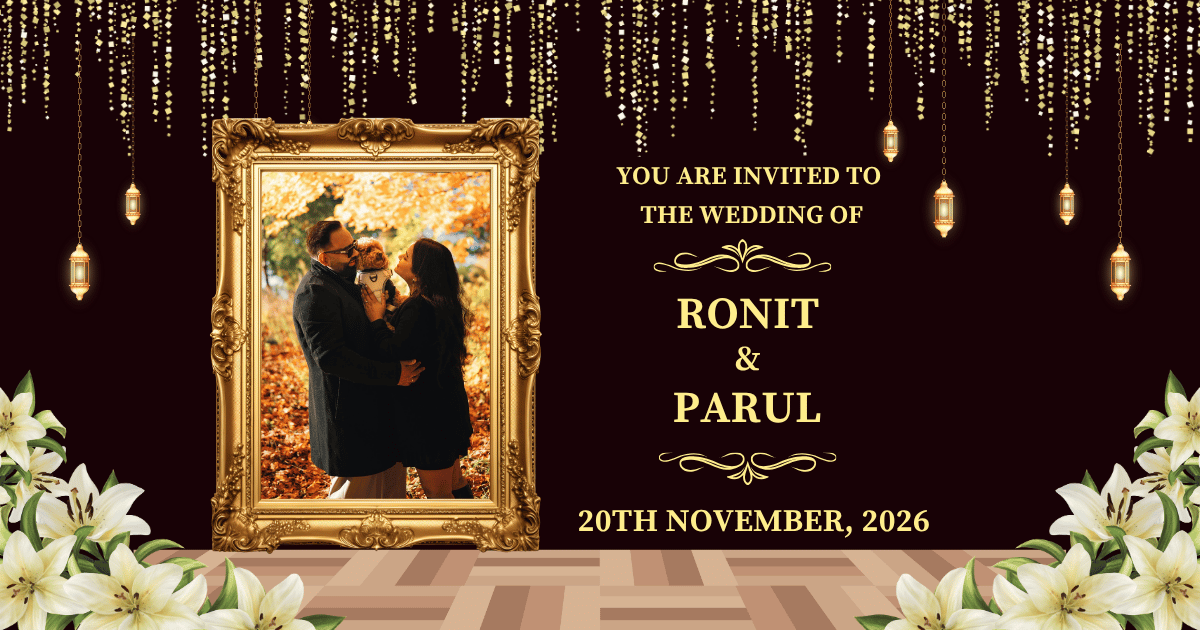 YOU ARE INVITED TO
THE WEDDING OF
RONIT
&
PARUL
20TH NOVEMBER, 2026